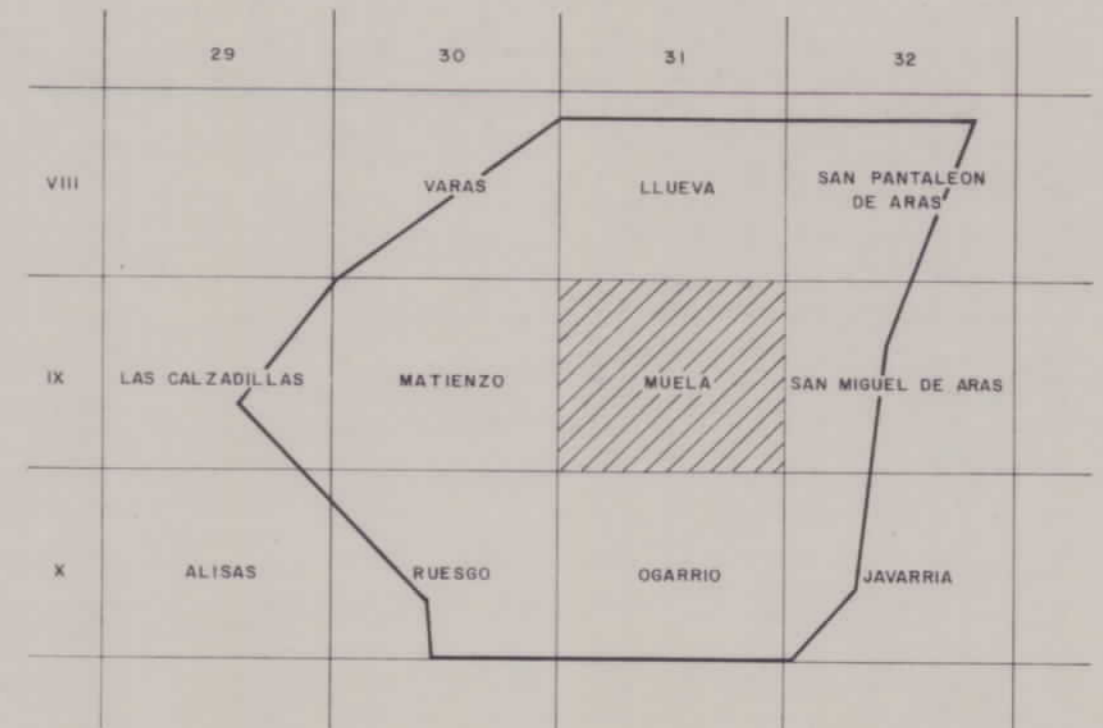 29 30 31 32
VIII VARAS LLUEVA SAN PANTALEON
DE ARAS
IX LAS CALZADILLAS MATIENZO MUELA SAN MIGUEL DE ARAS
X ALISAS RUESGO OGARRIO JAVARRIA